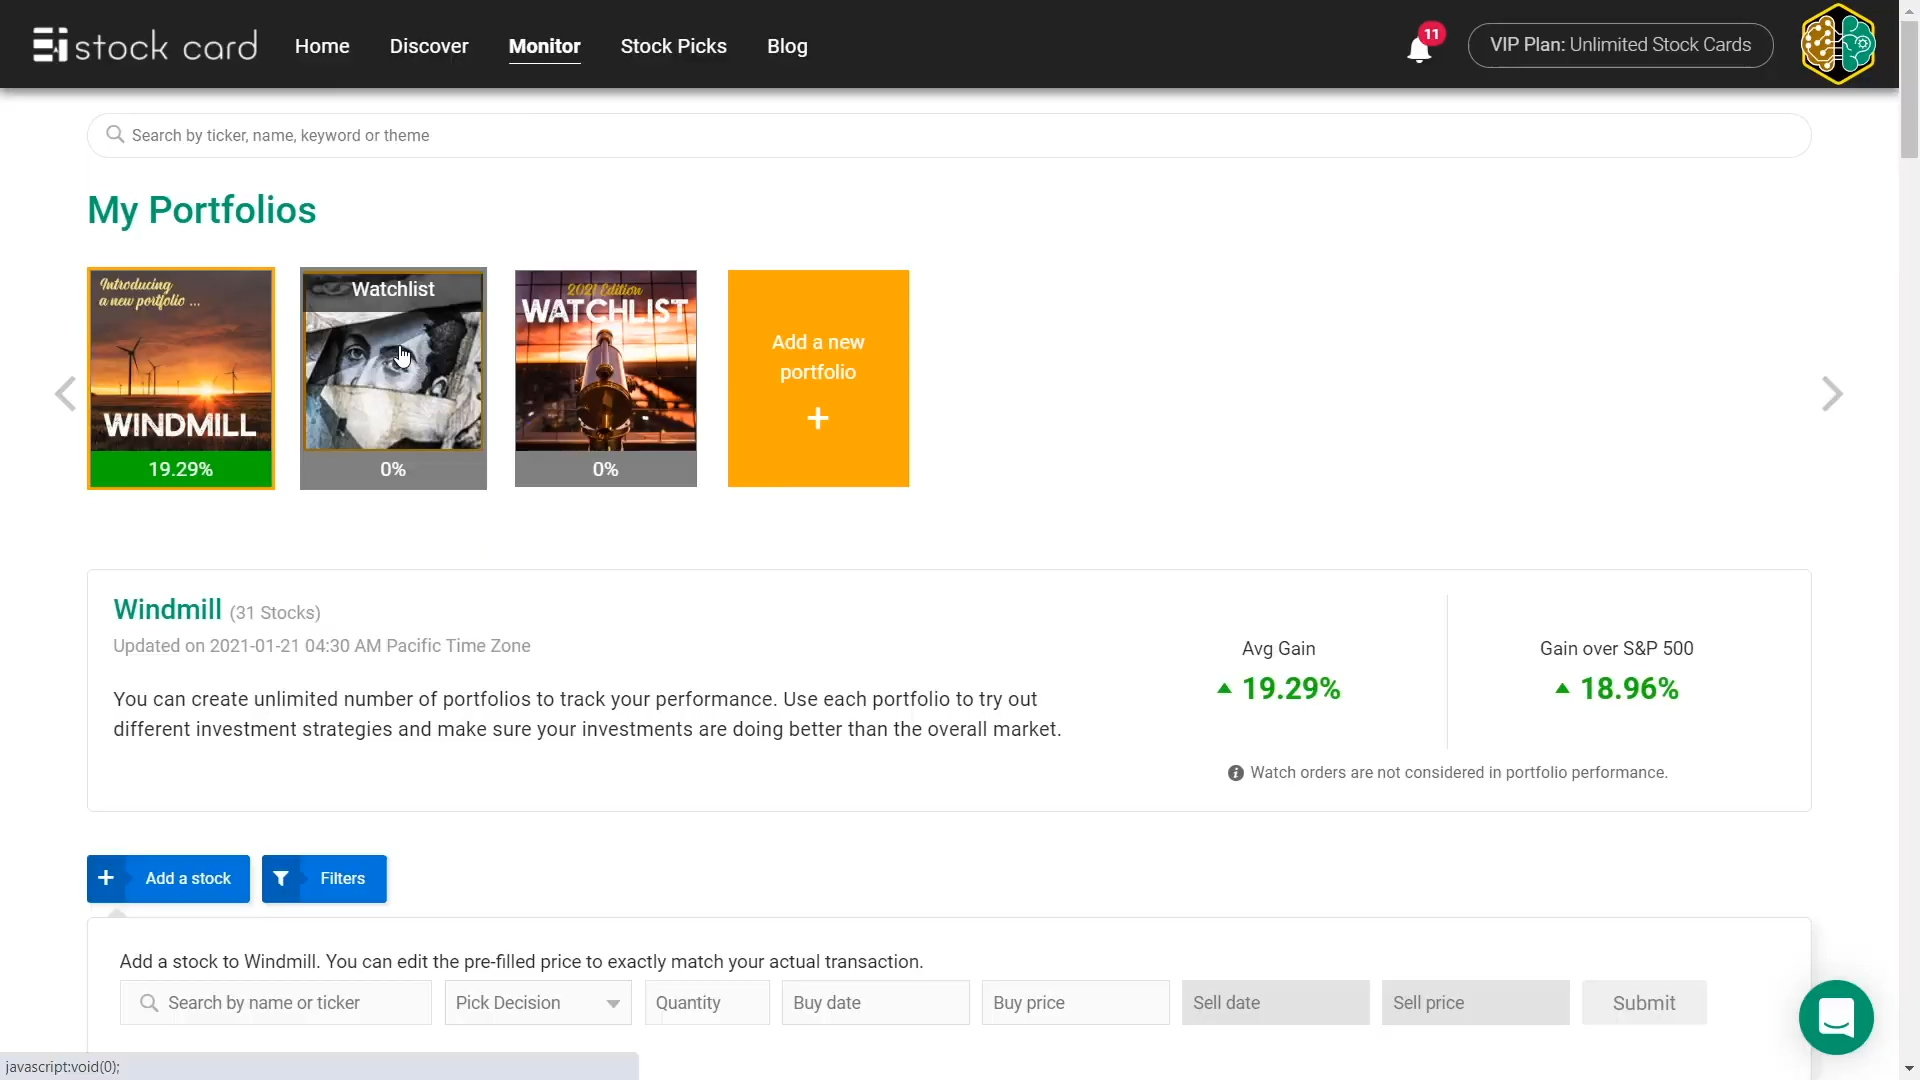 stock card
Home
Discover
Monitor
Stock Picks
Blog
11
VIP Plan: Unlimited Stock Cards
Search by ticker, name, keyword or theme
My Portfolios
Introducing
a new portfolio ...
WINDMILL
19.29%
Watchlist
0%
2021 Edition
WATCHLIST
0%
Add a new
portfolio
+
Windmill (31 Stocks)
Updated on 2021-01-21 04:30 AM Pacific Time Zone
You can create unlimited number of portfolios to track your performance. Use each portfolio to try out
different investment strategies and make sure your investments are doing better than the overall market.
Avg Gain
19.29%
Gain over S&P 500
18.96%
Watch orders are not considered in portfolio performance.
+ Add a stock
Filters
Add a stock to Windmill. You can edit the pre-filled price to exactly match your actual transaction.
Search by name or ticker
Pick Decision
Quantity
Buy date
Buy price
Sell date
Sell price
Submit
javascript:void(0);